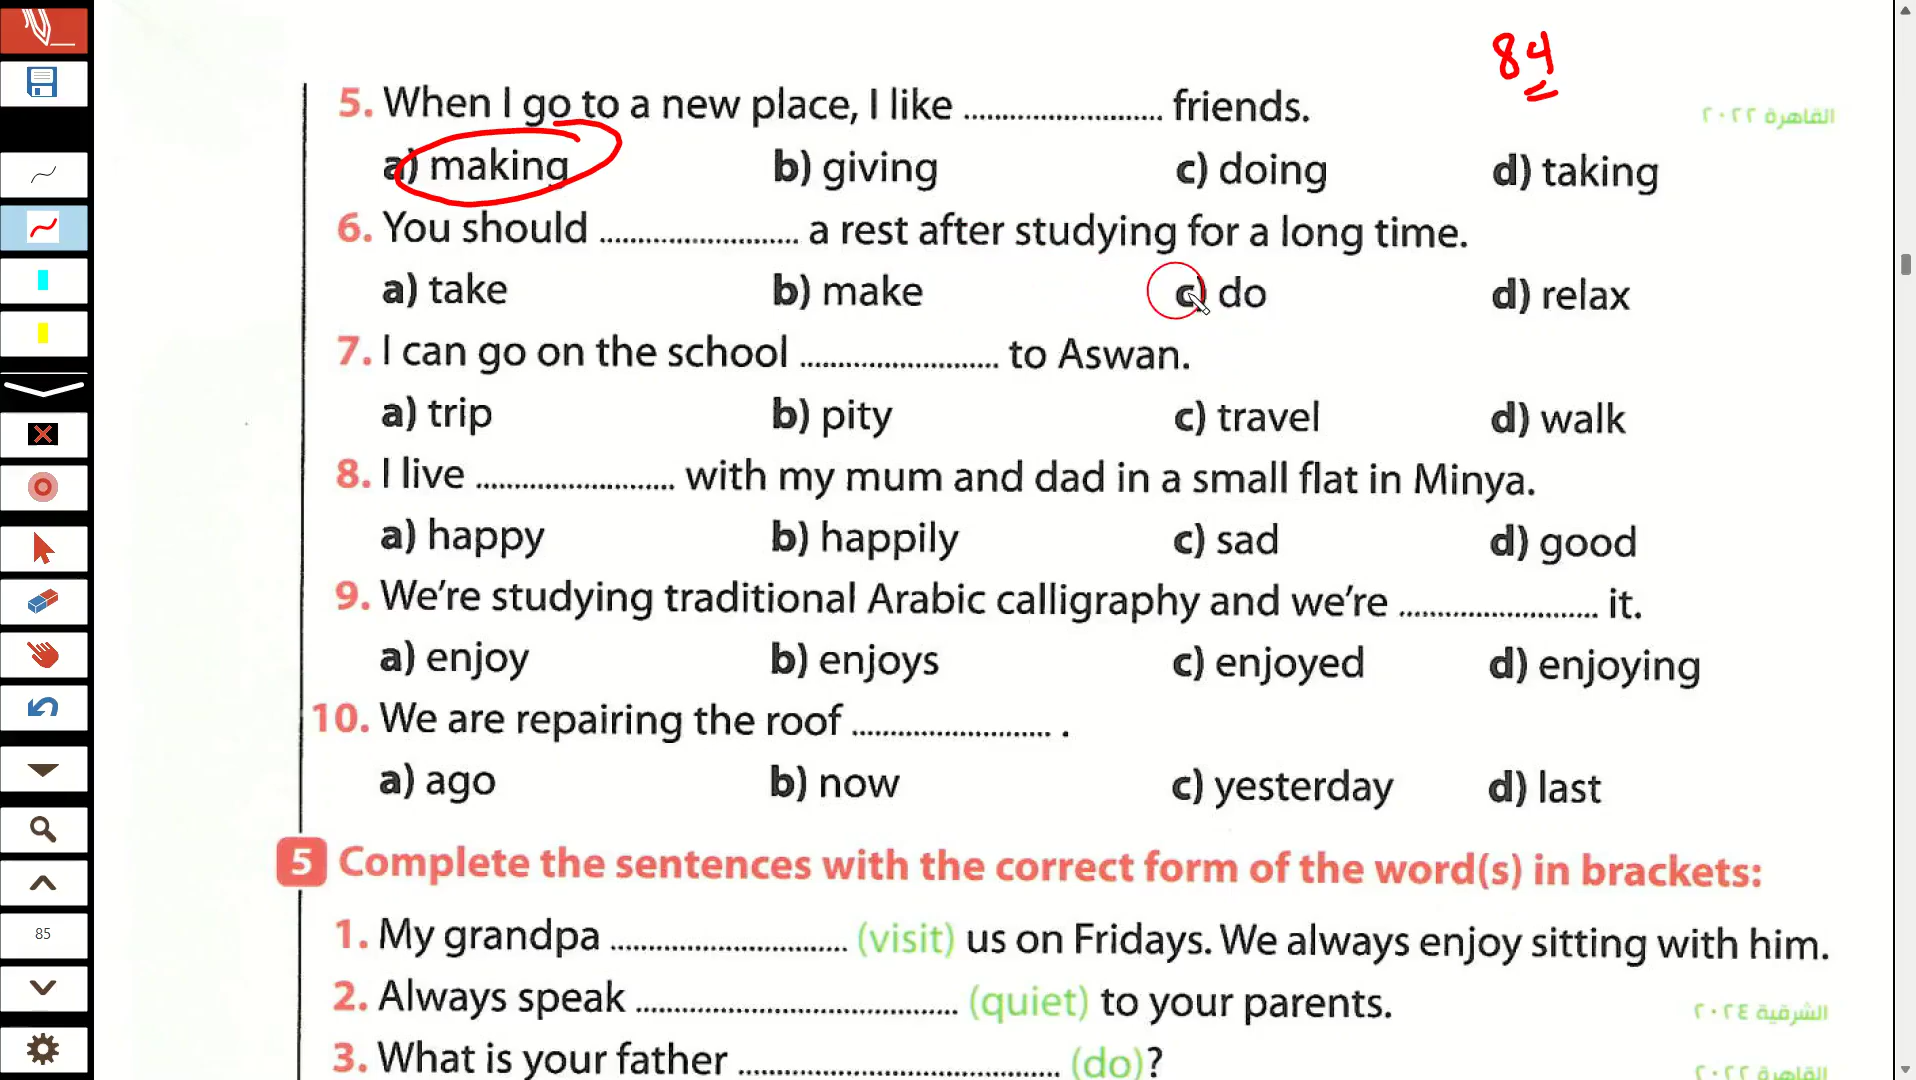 84
5. When I go to a new place, I like .......................... friends. القاهرة ٢٠٢٢
a) making b) giving c) doing d) taking
6. You should .......................... a rest after studying for a long time.
a) take b) make c) do d) relax
7. I can go on the school .......................... to Aswan.
a) trip b) pity c) travel d) walk
8. I live .......................... with my mum and dad in a small flat in Minya.
a) happy b) happily c) sad d) good
9. We're studying traditional Arabic calligraphy and we're .......................... it.
a) enjoy b) enjoys c) enjoyed d) enjoying
10. We are repairing the roof .......................... .
a) ago b) now c) yesterday d) last
5 Complete the sentences with the correct form of the word(s) in brackets:
1. My grandpa ............................... (visit) us on Fridays. We always enjoy sitting with him.
85
2. Always speak .......................................... (quiet) to your parents. الشرقية ٢٠٢٤
3. What is your father .......................................... (do)? القاهرة ٢٠٢٢